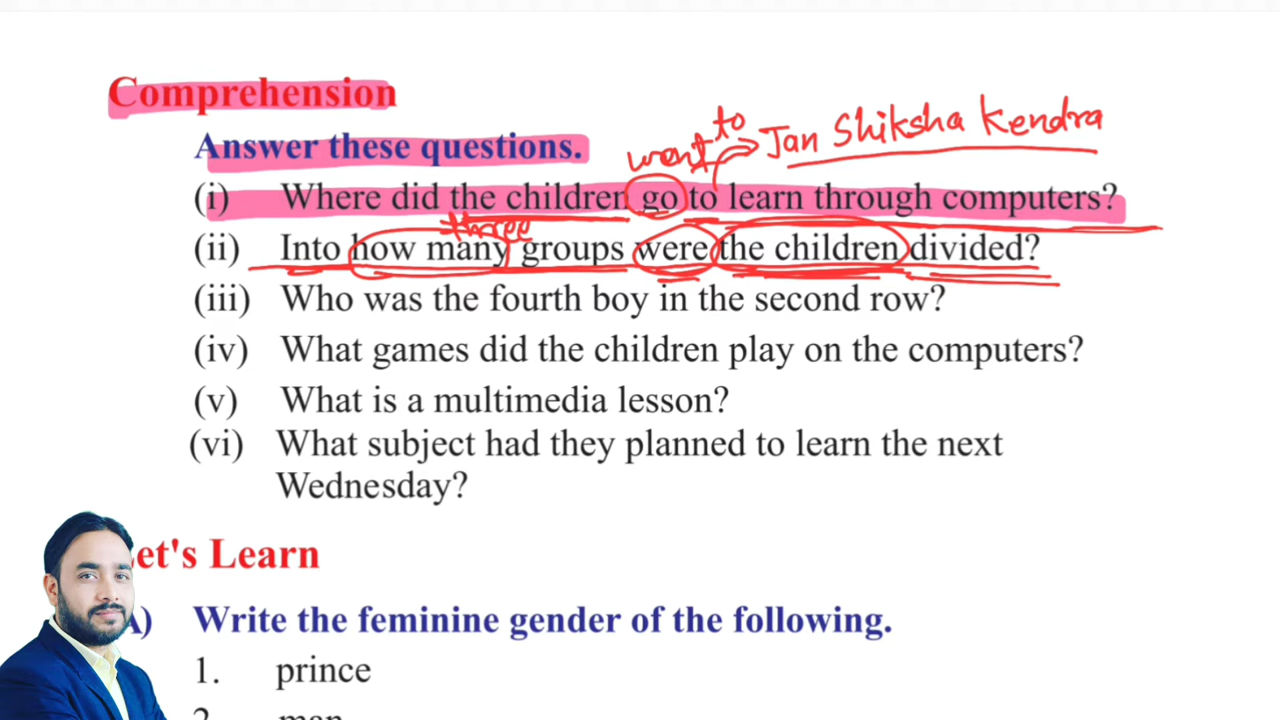 Comprehension
to
Jan Shiksha Kendra
Answer these questions.
went
(i) Where did the children go to learn through computers?
three
(ii) Into how many groups were the children divided?
(iii) Who was the fourth boy in the second row?
(iv) What games did the children play on the computers?
(v) What is a multimedia lesson?
(vi) What subject had they planned to learn the next
Wednesday?
et's Learn
A) Write the feminine gender of the following.
1. prince
2. man